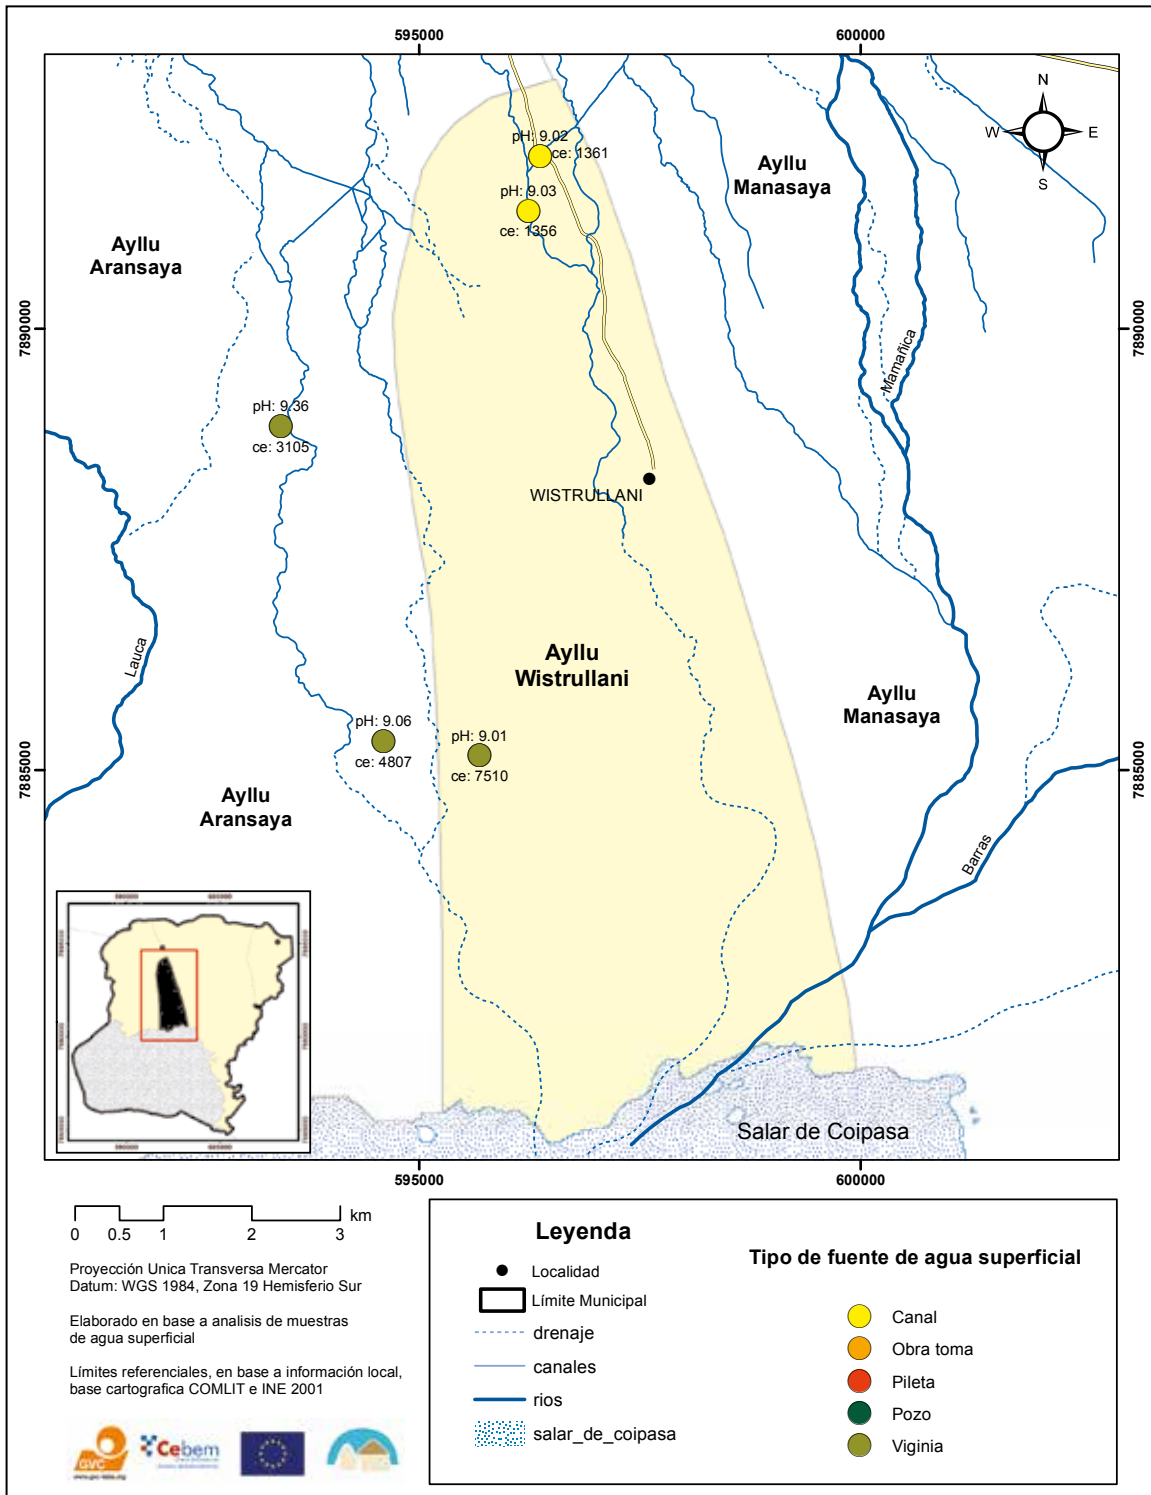 595000
600000
N
W
E
S
pH: 9.02
ce: 1361
pH: 9.03
ce: 1356
Ayllu
Manasaya
Ayllu
Aransaya
7890000
7890000
Mamañica
pH: 9.36
ce: 3105
WISTRULLANI
Lauca
Ayllu
Wistrullani
Ayllu
Manasaya
pH: 9.06
ce: 4807
pH: 9.01
ce: 7510
7885000
7885000
Ayllu
Aransaya
Barras
Salar de Coipasa
595000
600000
km
0 0.5 1 2 3
Proyección Unica Transversa Mercator
Datum: WGS 1984, Zona 19 Hemisferio Sur
Elaborado en base a analisis de muestras
de agua superficial
Límites referenciales, en base a información local,
base cartografica COMLIT e INE 2001
GVC
Cebem
Leyenda
Localidad
Límite Municipal
drenaje
canales
rios
salar_de_coipasa
Tipo de fuente de agua superficial
Canal
Obra toma
Pileta
Pozo
Viginia